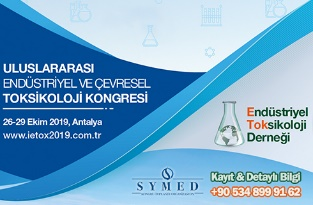 ULUSLARARASI
ENDÜSTRİYEL VE ÇEVRESEL
TOKSİKOLOJİ KONGRESİ
26-29 Ekim 2019, Antalya
www.ietox2019.com.tr
Endüstriyel
Toksikoloji
Derneği
SYMED
Kayıt & Detaylı Bilgi
+90 534 899 91 62